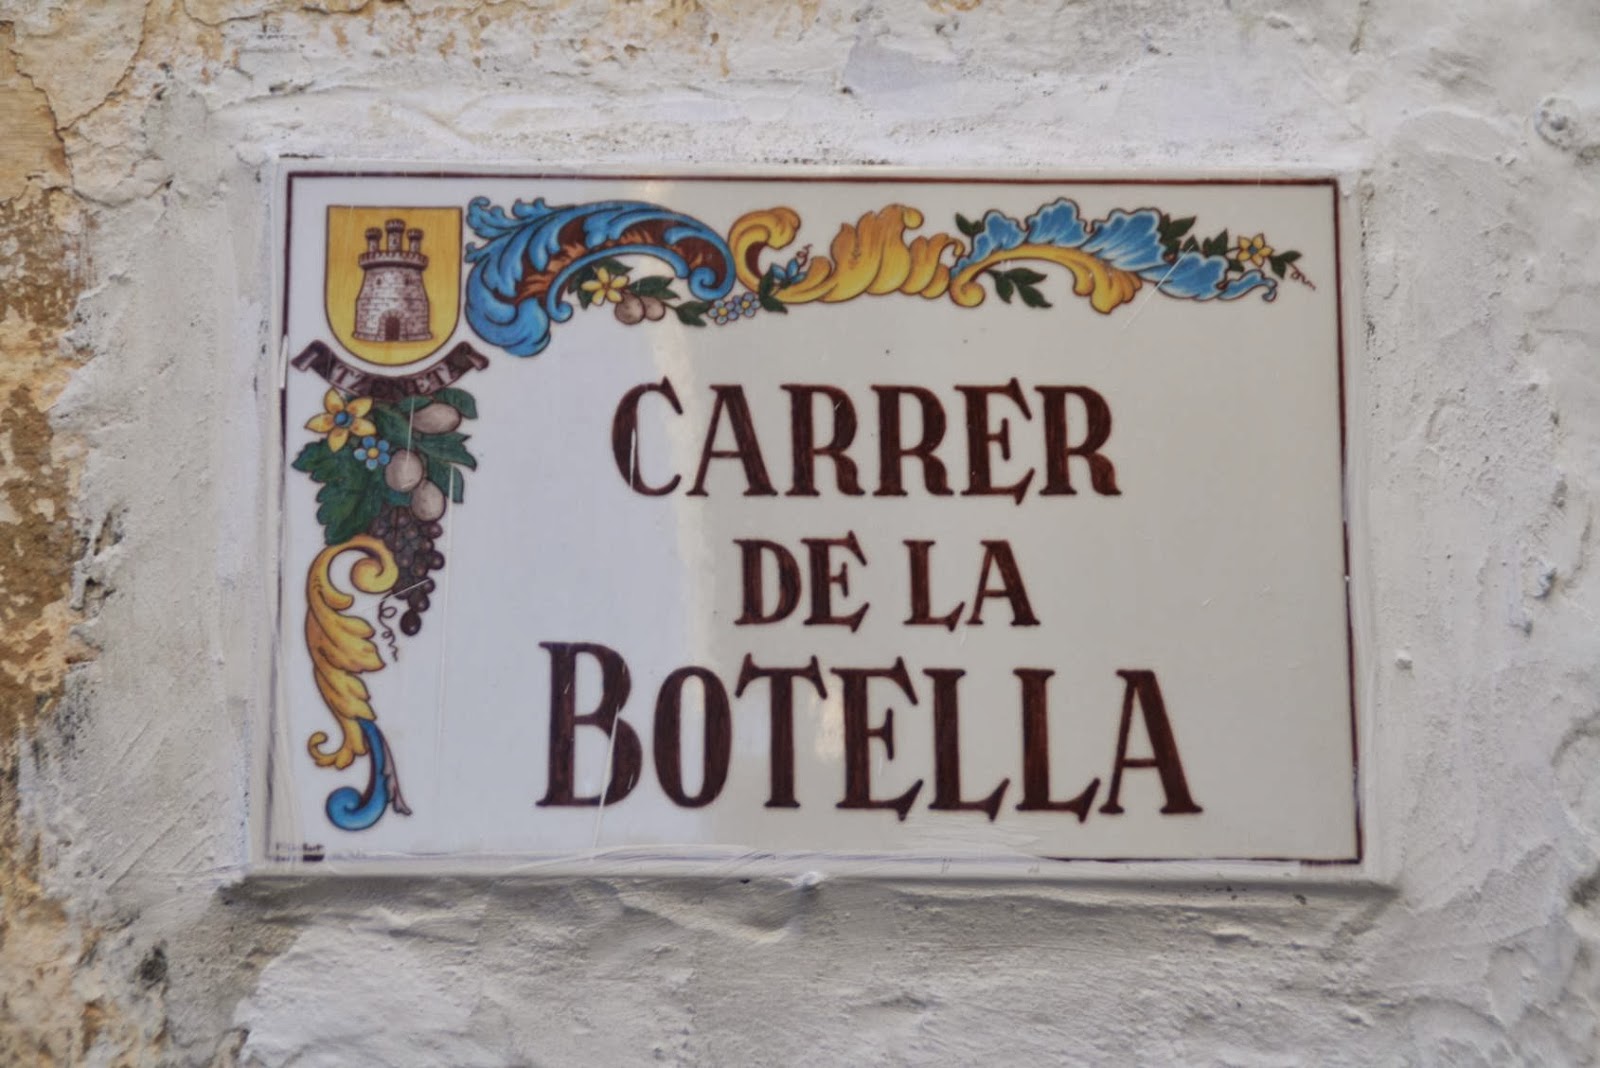 ATZENETA
CARRER
DE LA
BOTELLA